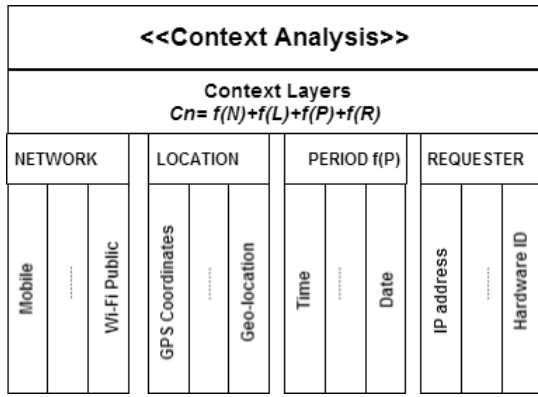 <<Context Analysis>>
Context Layers
Cn= f(N)+f(L)+f(P)+f(R)
NETWORK
LOCATION
PERIOD f(P)
REQUESTER
Mobile
..........
Wi-Fi Public
GPS Coordinates
..........
Geo-location
Time
..........
Date
IP address
..........
Hardware ID